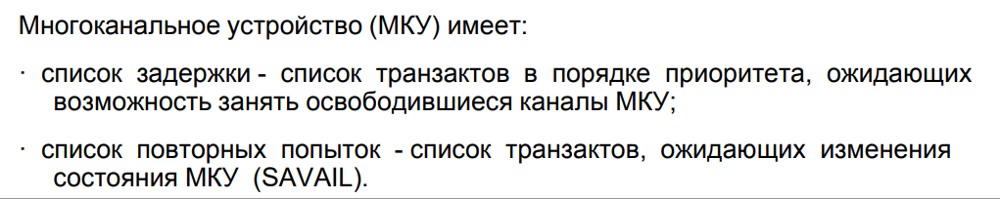 Многоканальное устройство (МКУ) имеет:
· список задержки - список транзактов в порядке приоритета, ожидающих
возможность занять освободившиеся каналы МКУ;
· список повторных попыток - список транзактов, ожидающих изменения
состояния МКУ (SAVAIL).